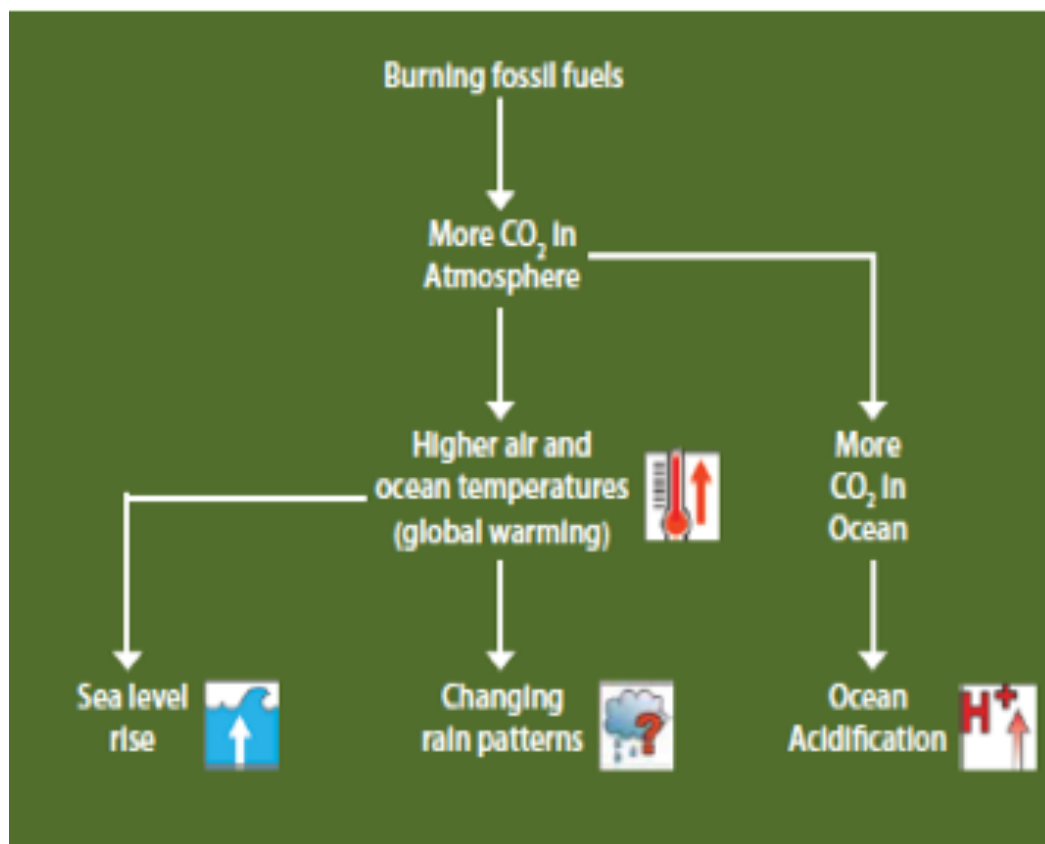 Burning fossil fuels
More CO₂ in
Atmosphere
Higher air and
ocean temperatures
(global warming)
More
CO₂ in
Ocean
Sea level
rise
Changing
rain patterns
?
Ocean
Acidification
H⁺